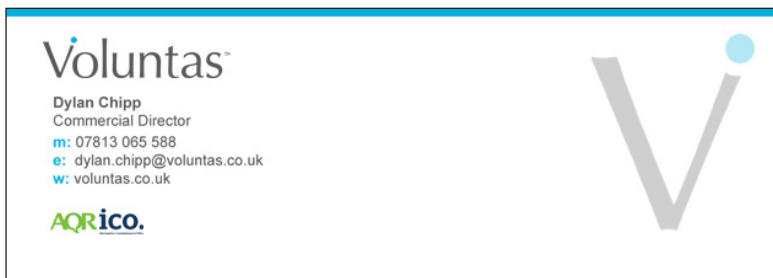 Voluntas™
Dylan Chipp
Commercial Director
m: 07813 065 588
e: dylan.chipp@voluntas.co.uk
w: voluntas.co.uk
AQR ico.